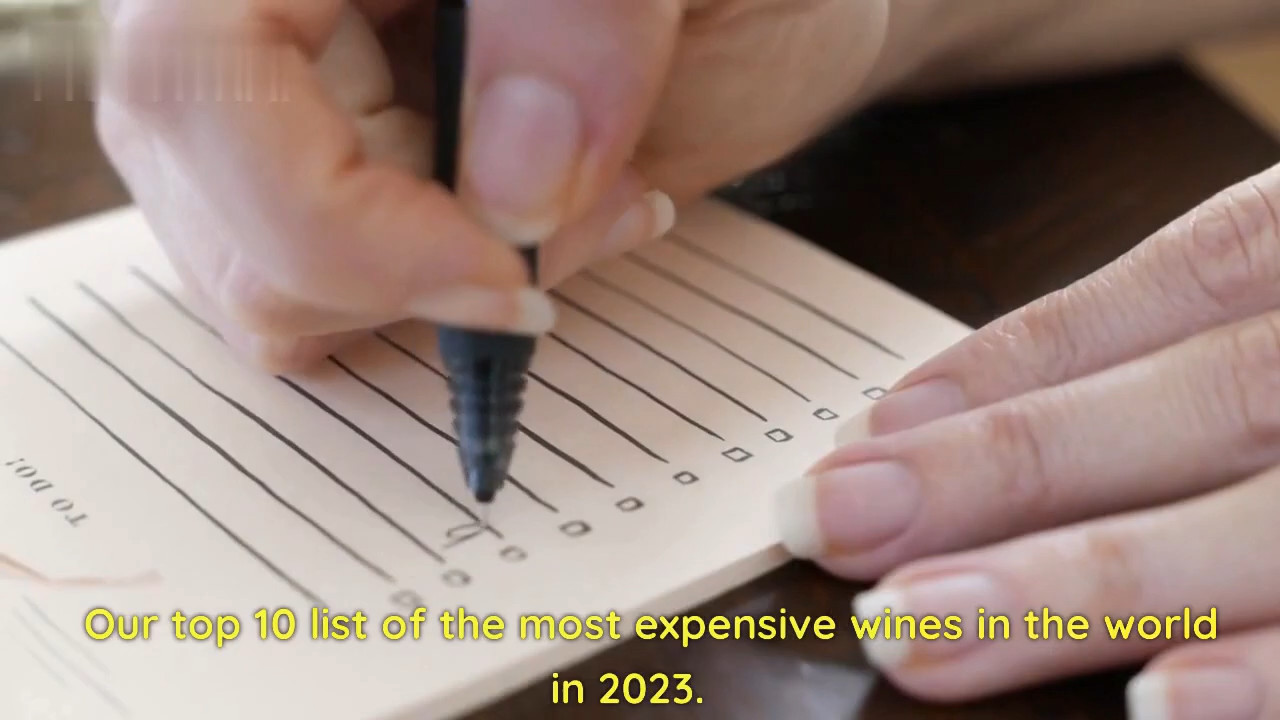 TO DO!
h
Our top 10 list of the most expensive wines in the world
in 2023.